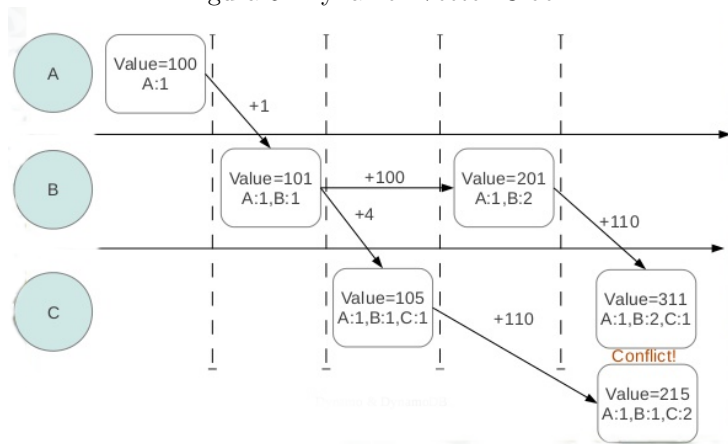 A
Value=100
A:1
+1
B
Value=101
A:1,B:1
+100
+4
Value=201
A:1,B:2
+110
C
Value=105
A:1,B:1,C:1
+110
Value=311
A:1,B:2,C:1
Conflict!
Value=215
A:1,B:1,C:2